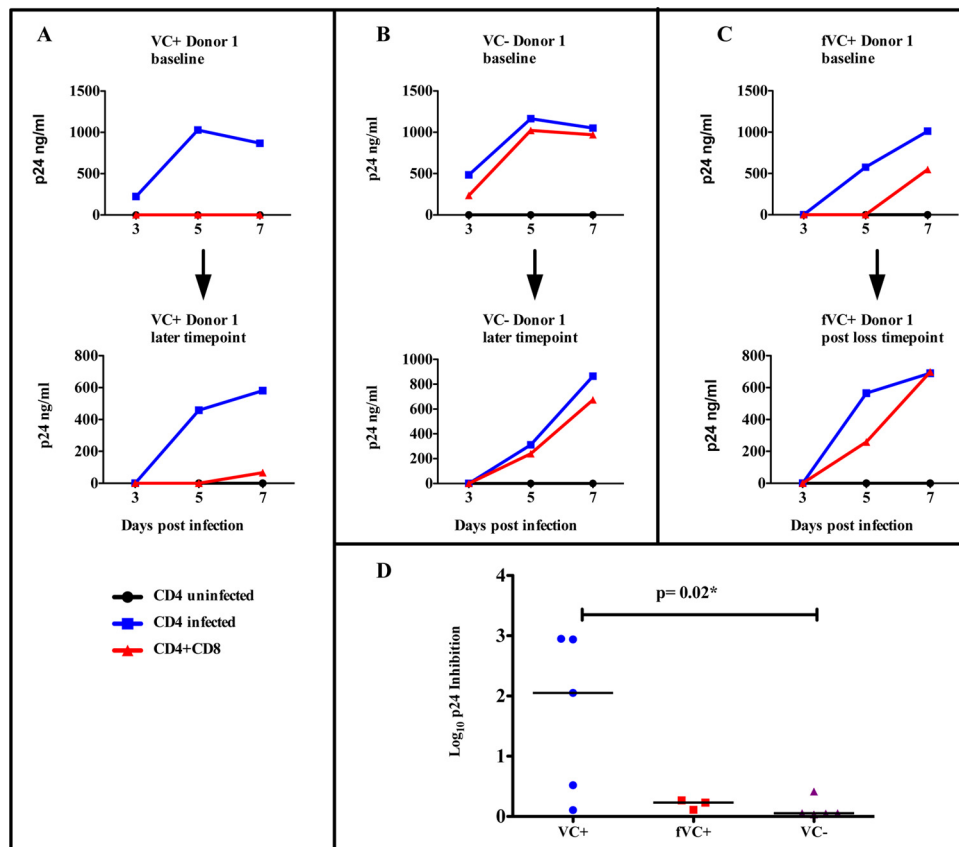 A
VC+ Donor 1
baseline
1500
1000
500
0
p24 ng/ml
3 5 7
VC+ Donor 1
later timepoint
800
600
400
200
0
p24 ng/ml
3 5 7
Days post infection
CD4 uninfected
CD4 infected
CD4+CD8
B
VC- Donor 1
baseline
1500
1000
500
0
p24 ng/ml
3 5 7
VC- Donor 1
later timepoint
1000
800
600
400
200
0
p24 ng/ml
3 5 7
Days post infection
C
fVC+ Donor 1
baseline
1500
1000
500
0
p24 ng/ml
3 5 7
fVC+ Donor 1
post loss timepoint
800
600
400
200
0
p24 ng/ml
3 5 7
Days post infection
D
p= 0.02*
4
3
2
1
0
Log10 p24 Inhibition
VC+ fVC+ VC-